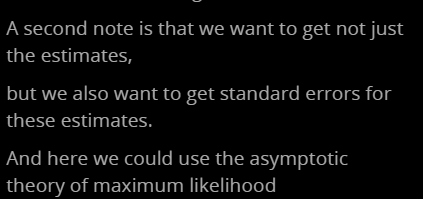 A second note is that we want to get not just
the estimates,
but we also want to get standard errors for
these estimates.
And here we could use the asymptotic
theory of maximum likelihood